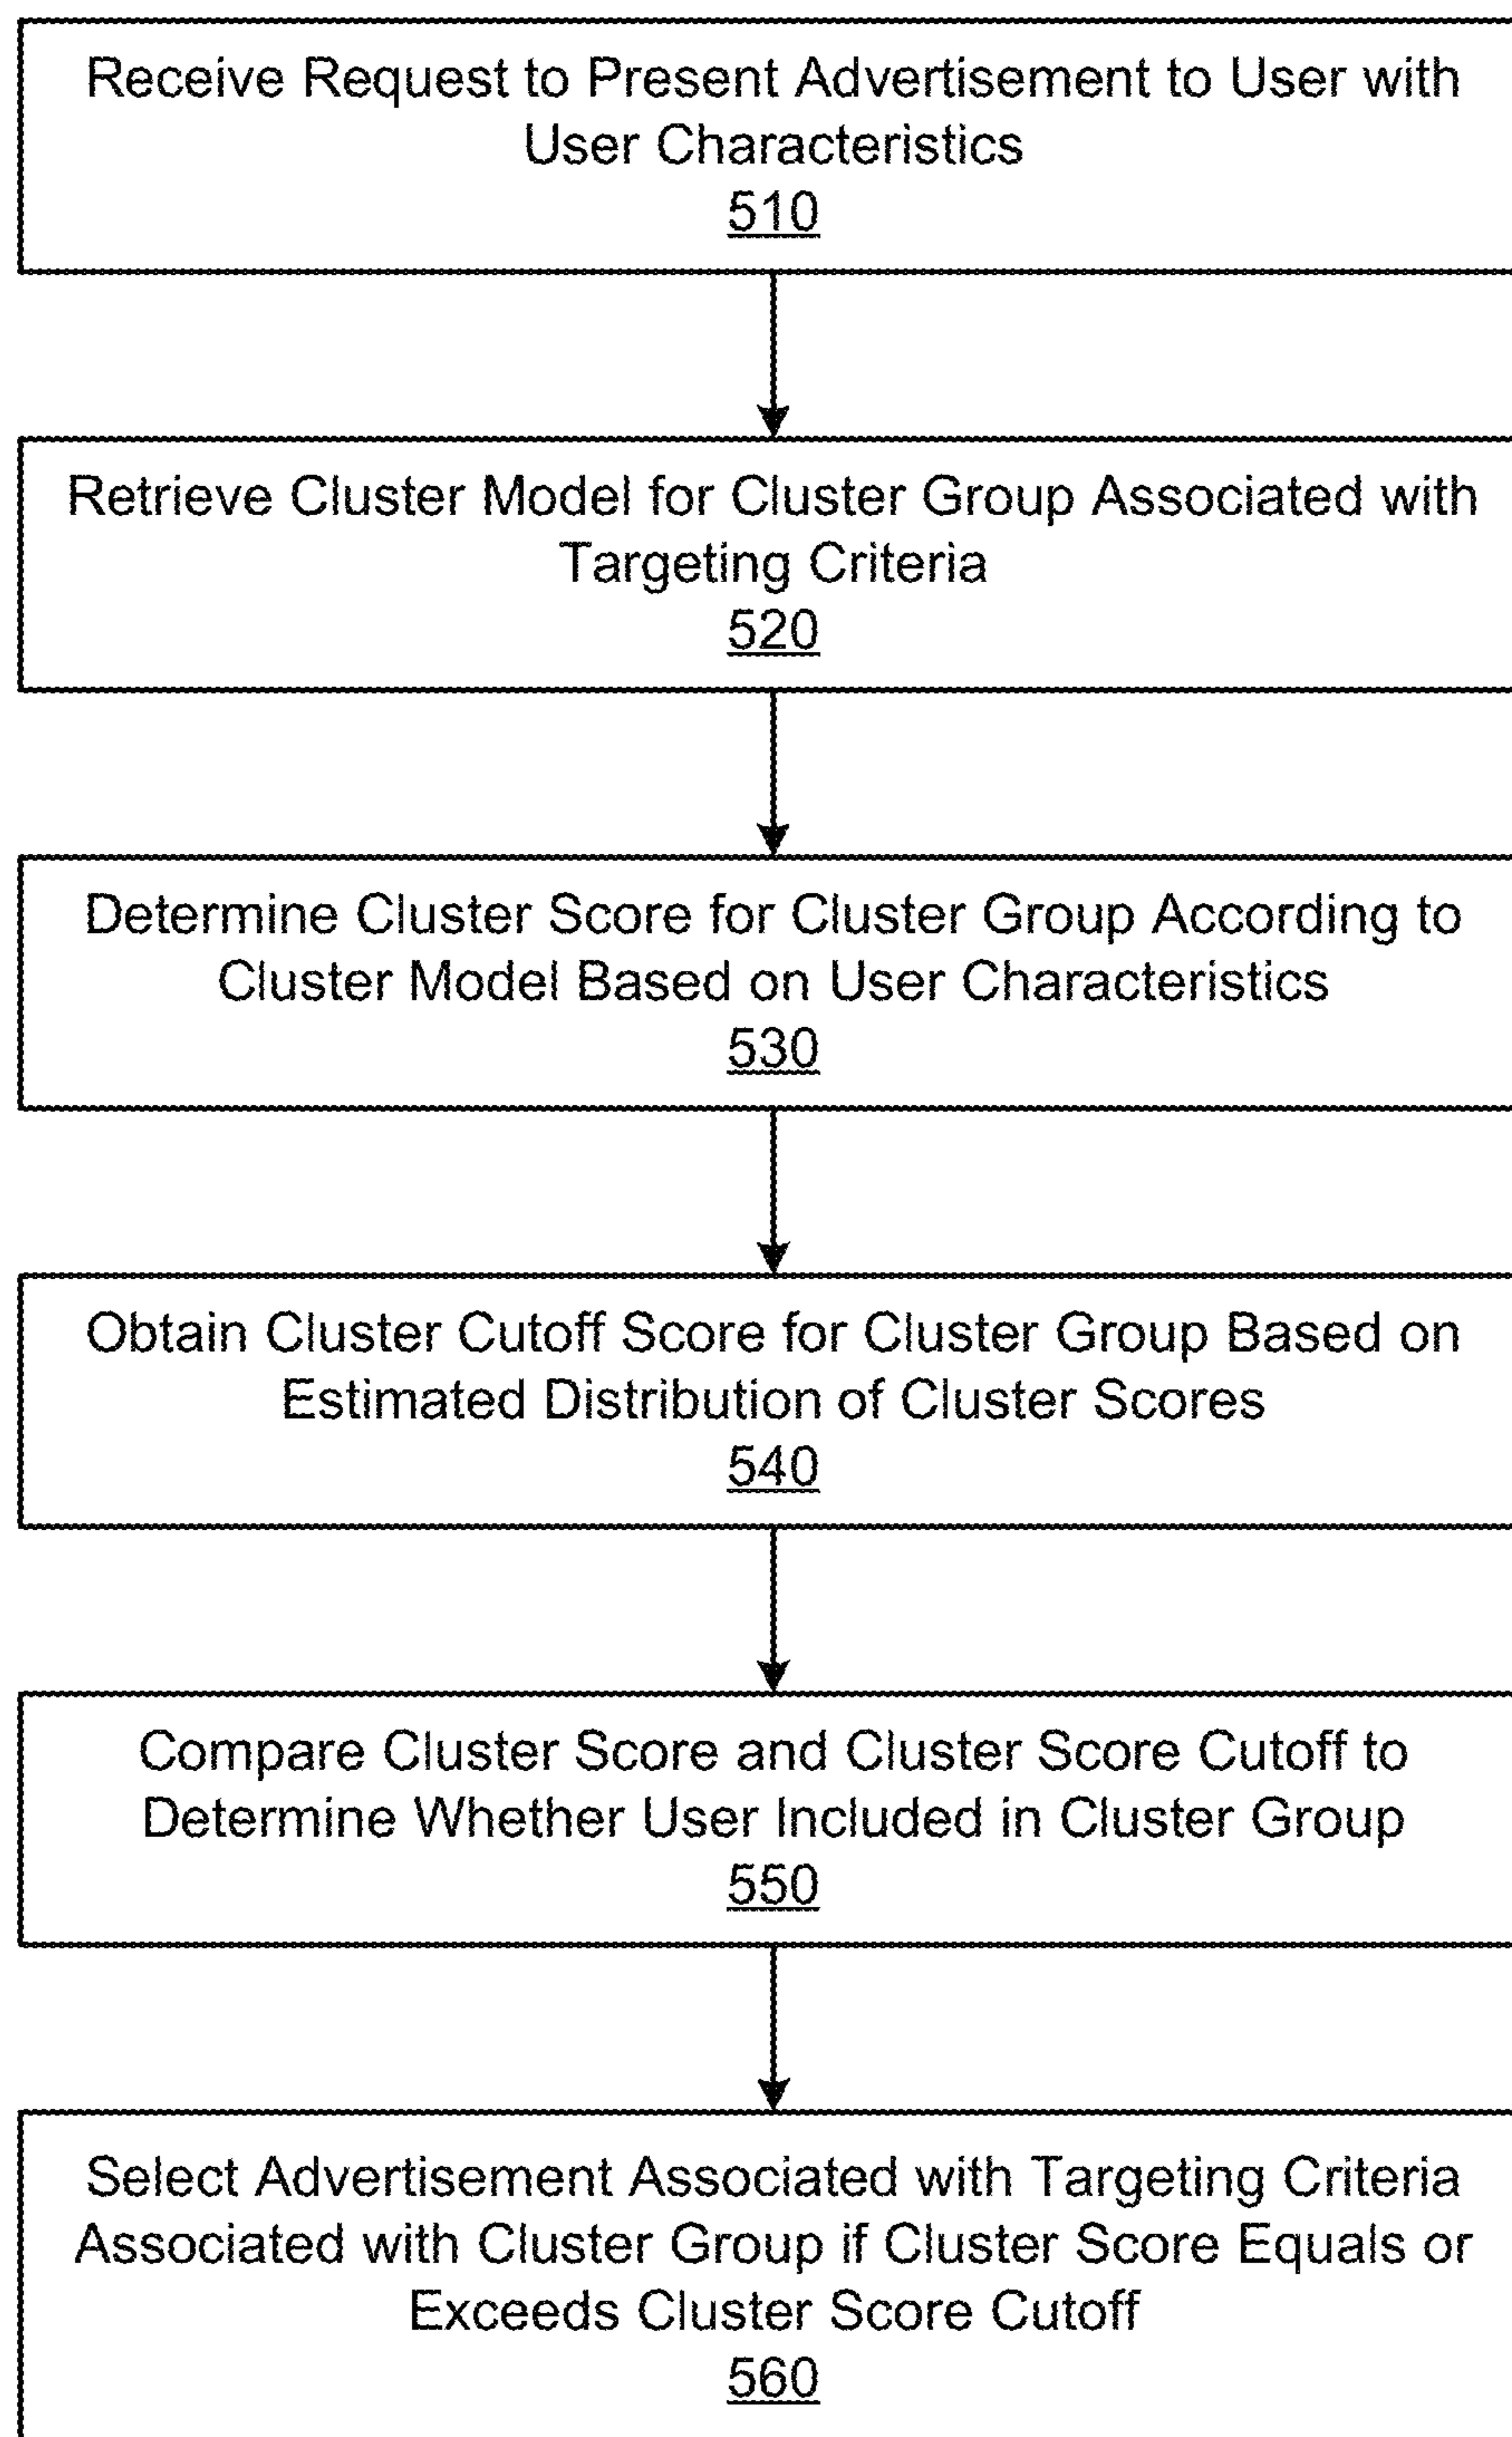 Receive Request to Present Advertisement to User with
User Characteristics
510
Retrieve Cluster Model for Cluster Group Associated with
Targeting Criteria
520
Determine Cluster Score for Cluster Group According to
Cluster Model Based on User Characteristics
530
Obtain Cluster Cutoff Score for Cluster Group Based on
Estimated Distribution of Cluster Scores
540
Compare Cluster Score and Cluster Score Cutoff to
Determine Whether User Included in Cluster Group
550
Select Advertisement Associated with Targeting Criteria
Associated with Cluster Group if Cluster Score Equals or
Exceeds Cluster Score Cutoff
560